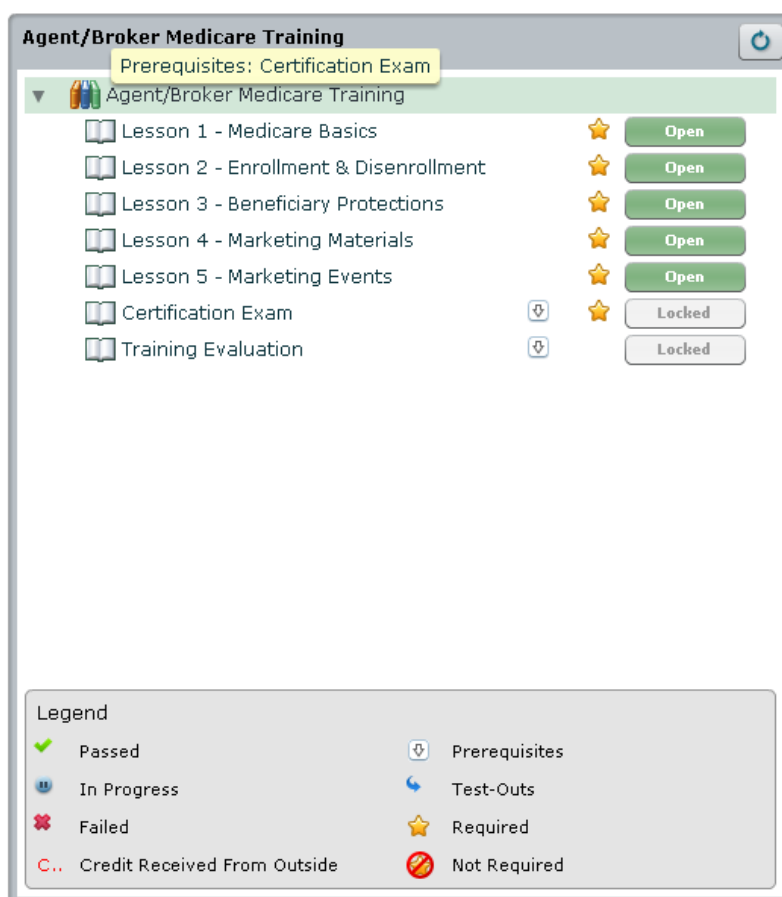 Agent/Broker Medicare Training
Prerequisites: Certification Exam
Agent/Broker Medicare Training
Lesson 1 - Medicare Basics Open
Lesson 2 - Enrollment & Disenrollment Open
Lesson 3 - Beneficiary Protections Open
Lesson 4 - Marketing Materials Open
Lesson 5 - Marketing Events Open
Certification Exam Locked
Training Evaluation Locked
Legend
Passed Prerequisites
In Progress Test-Outs
Failed Required
C.. Credit Received From Outside Not Required